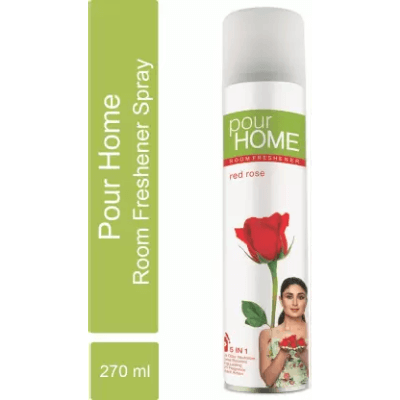 Pour Home
Room Freshener Spray
270 ml
pour
HOME
ROOM FRESHENER
red rose
5 IN 1